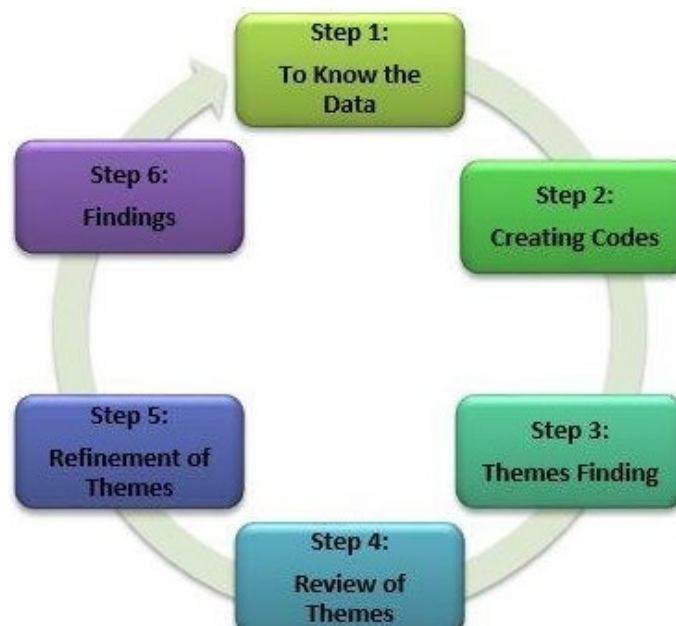 Step 1:
To Know the
Data
Step 2:
Creating Codes
Step 3:
Themes Finding
Step 4:
Review of
Themes
Step 5:
Refinement of
Themes
Step 6:
Findings